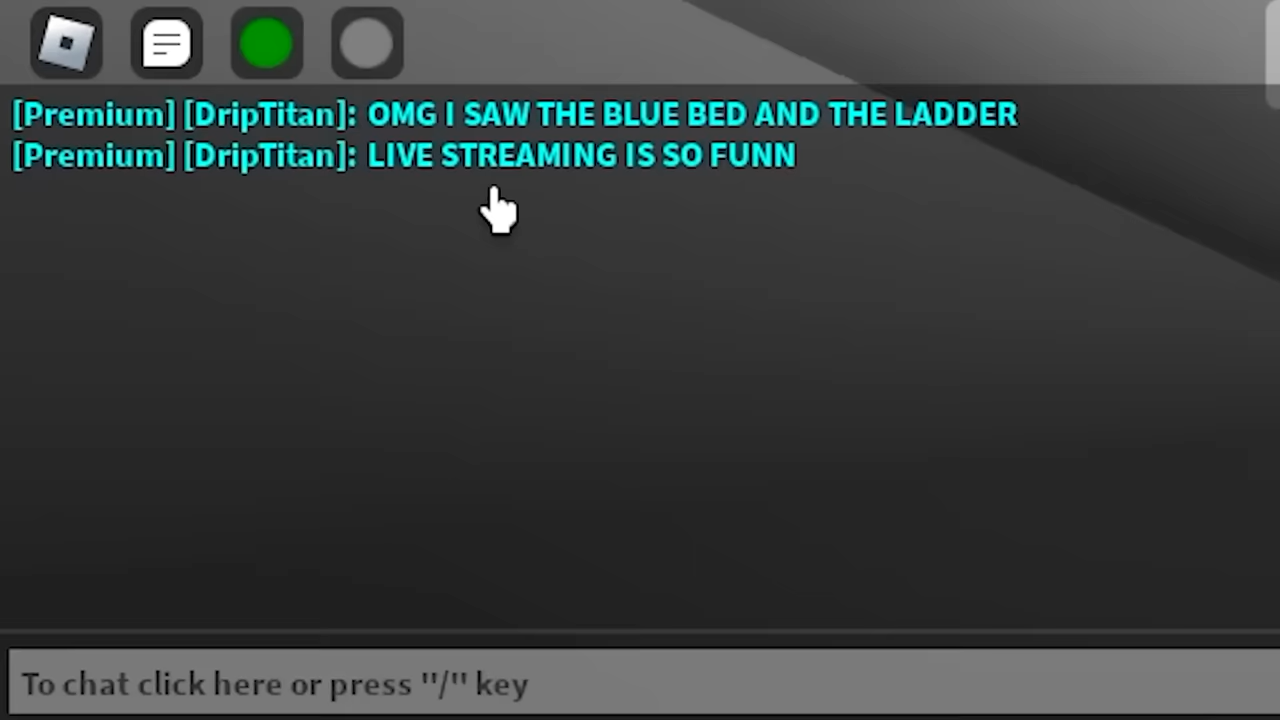 [Premium] [DripTitan]: OMG I SAW THE BLUE BED AND THE LADDER
[Premium] [DripTitan]: LIVE STREAMING IS SO FUNN
To chat click here or press "/" key